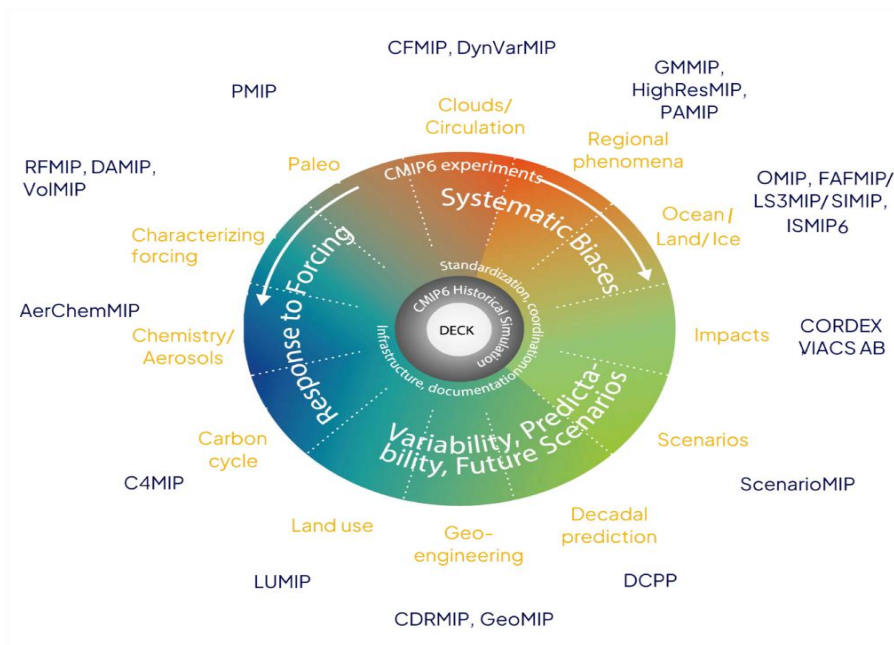 CFMIP, DynVarMIP
GMMIP,
HighResMIP,
PAMIP
PMIP
Clouds/
Circulation
Regional
phenomena
Paleo
RFMIP, DAMIP,
VolMIP
OMIP, FAFMIP/
LS3MIP/ SIMIP,
ISMIP6
Characterizing
forcing
Ocean/
Land/Ice
CMIP6 experiments
Systematic Biases
Response to Forcing
Standardization, coordination
CMIP6 Historical Simulation
DECK
Infrastructure, documentation
Variability, Predicta-
bility, Future Scenarios
AerChemMIP
Chemistry/
Aerosols
Impacts
CORDEX
VIACS AB
Carbon
cycle
Scenarios
C4MIP
ScenarioMIP
Land use
Geo-
engineering
Decadal
prediction
LUMIP
DCPP
CDRMIP, GeoMIP